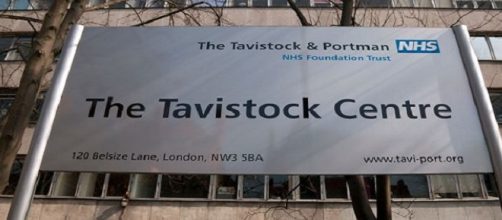 The Tavistock & Portman NHS
NHS Foundation Trust
The Tavistock Centre
120 Belsize Lane, London, NW3 5BA
www.tavi-port.org